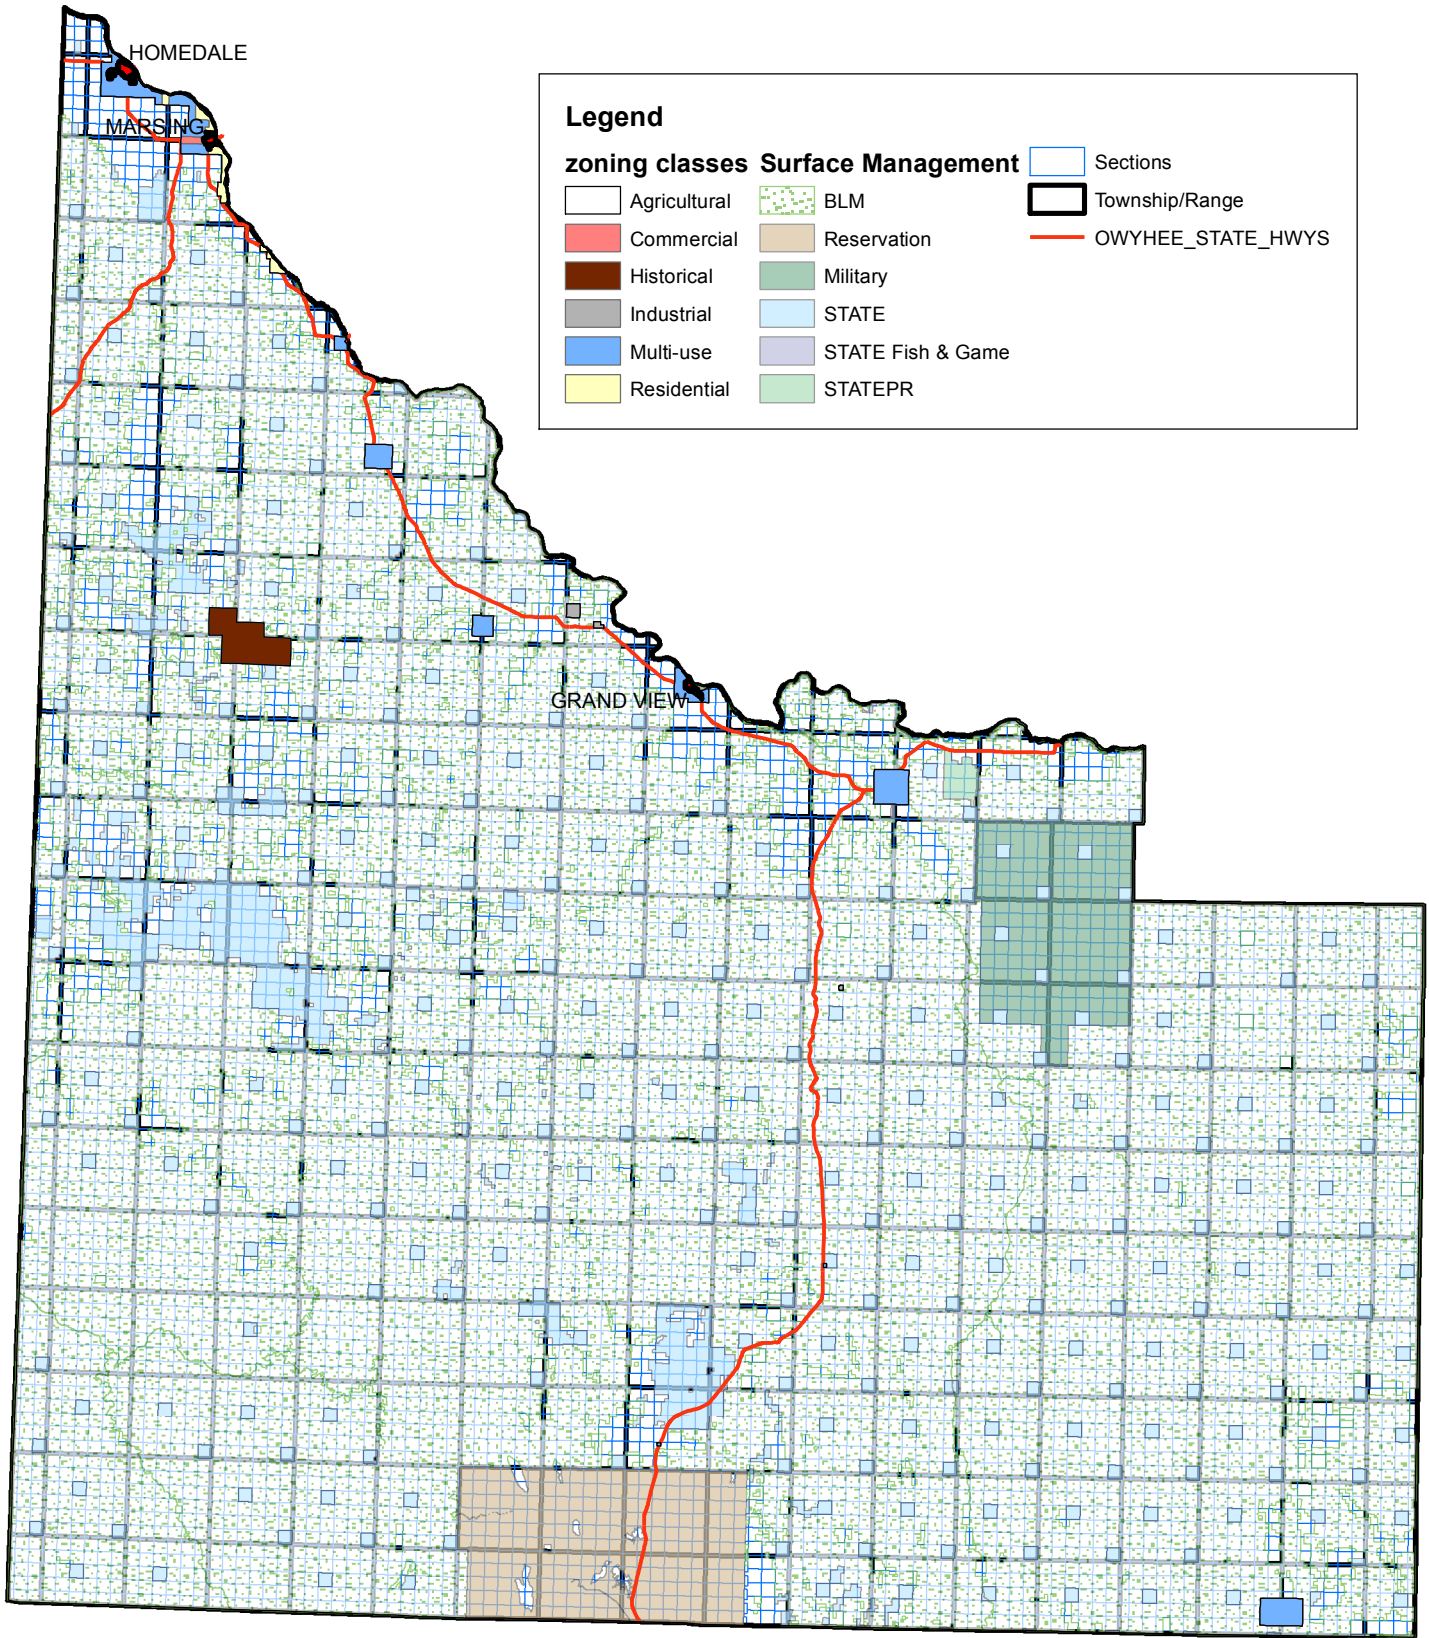 HOMEDALE
MARSING
GRAND VIEW
Legend
zoning classes
Agricultural
Commercial
Historical
Industrial
Multi-use
Residential
Surface Management
BLM
Reservation
Military
STATE
STATE Fish & Game
STATEPR
Sections
Township/Range
OWYHEE_STATE_HWYS